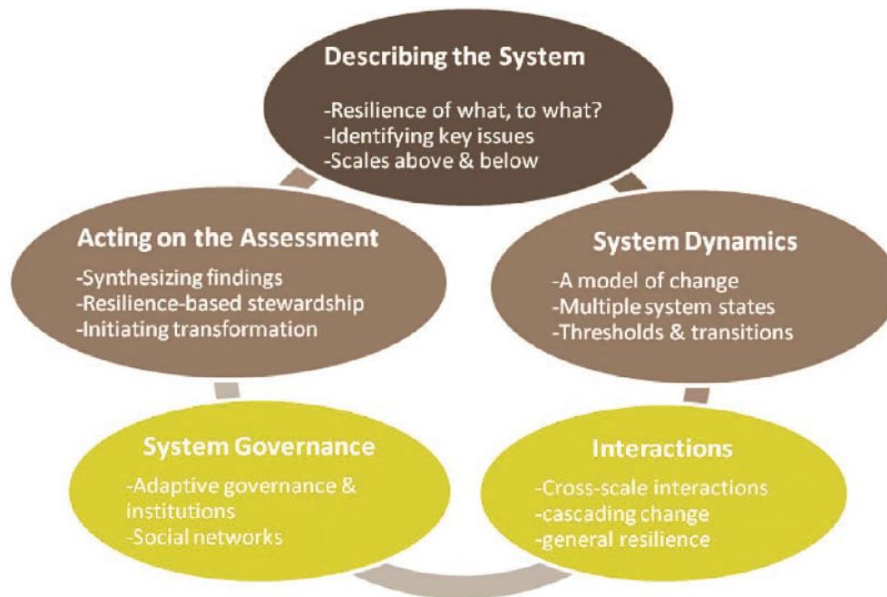 Describing the System
-Resilience of what, to what?
-Identifying key issues
-Scales above & below
Acting on the Assessment
-Synthesizing findings
-Resilience-based stewardship
-Initiating transformation
System Dynamics
-A model of change
-Multiple system states
-Thresholds & transitions
System Governance
-Adaptive governance &
institutions
-Social networks
Interactions
-Cross-scale interactions
-cascading change
-general resilience